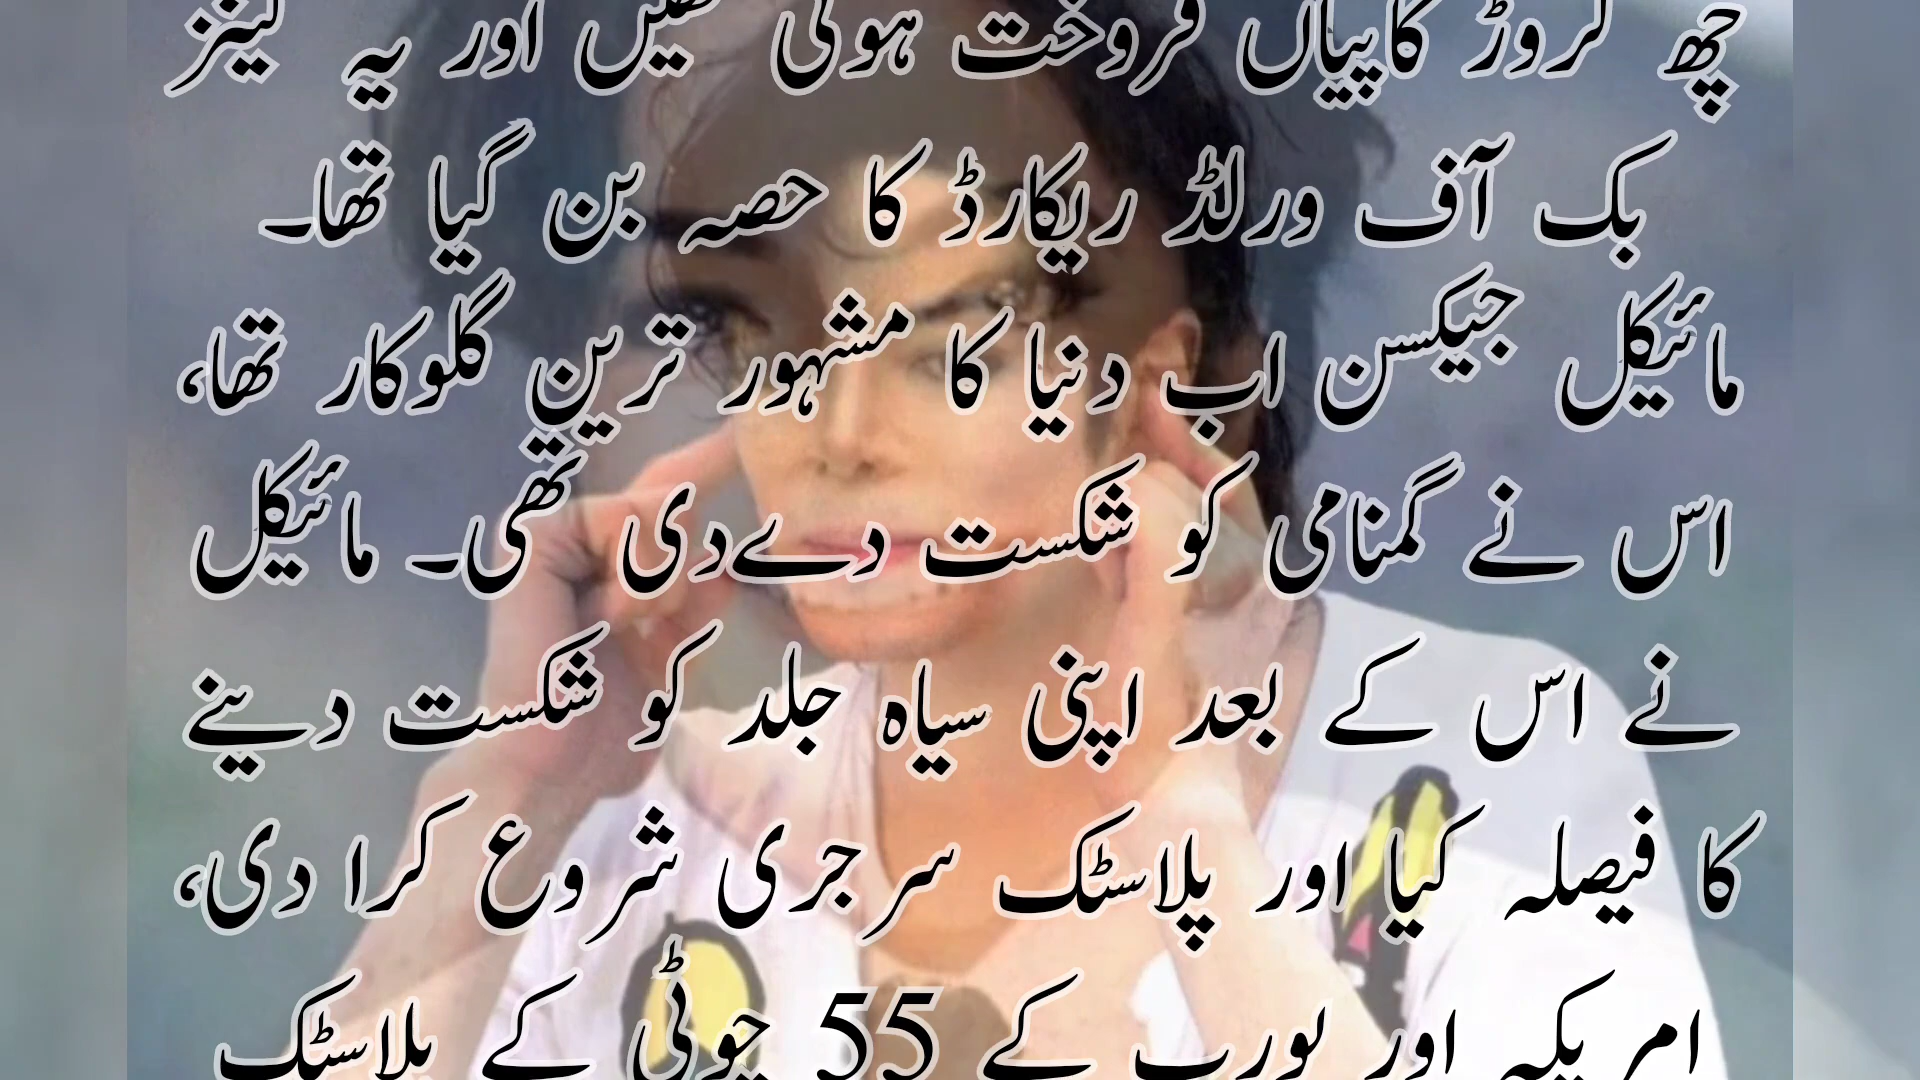 چھ کروڑ کاپیاں فروخت ہوئی تھیں اور یہ گینز
بک آف ورلڈ ریکارڈ کا حصہ بن گیا تھا۔
مائیکل جیکسن اب دنیا کا مشہور ترین گلوکار تھا،
اس نے گمنامی کو شکست دےدی تھی۔ مائیکل
نے اس کے بعد اپنی سیاہ جلد کو شکست دینے
کا فیصلہ کیا اور پلاسٹک سرجری شروع کرا دی،
امریکہ اور یورپ کے 55 چوٹی کے پلاسٹک